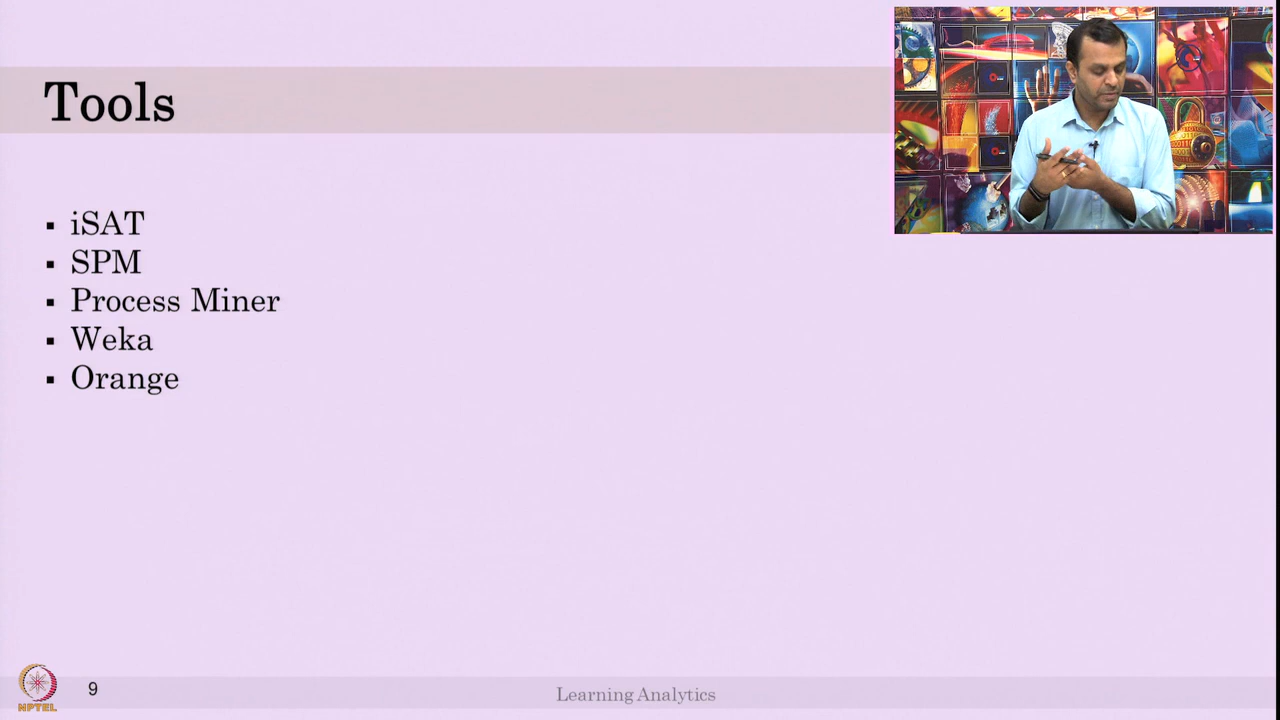 Tools
▪ iSAT
▪ SPM
▪ Process Miner
▪ Weka
▪ Orange
NPTEL
9
Learning Analytics